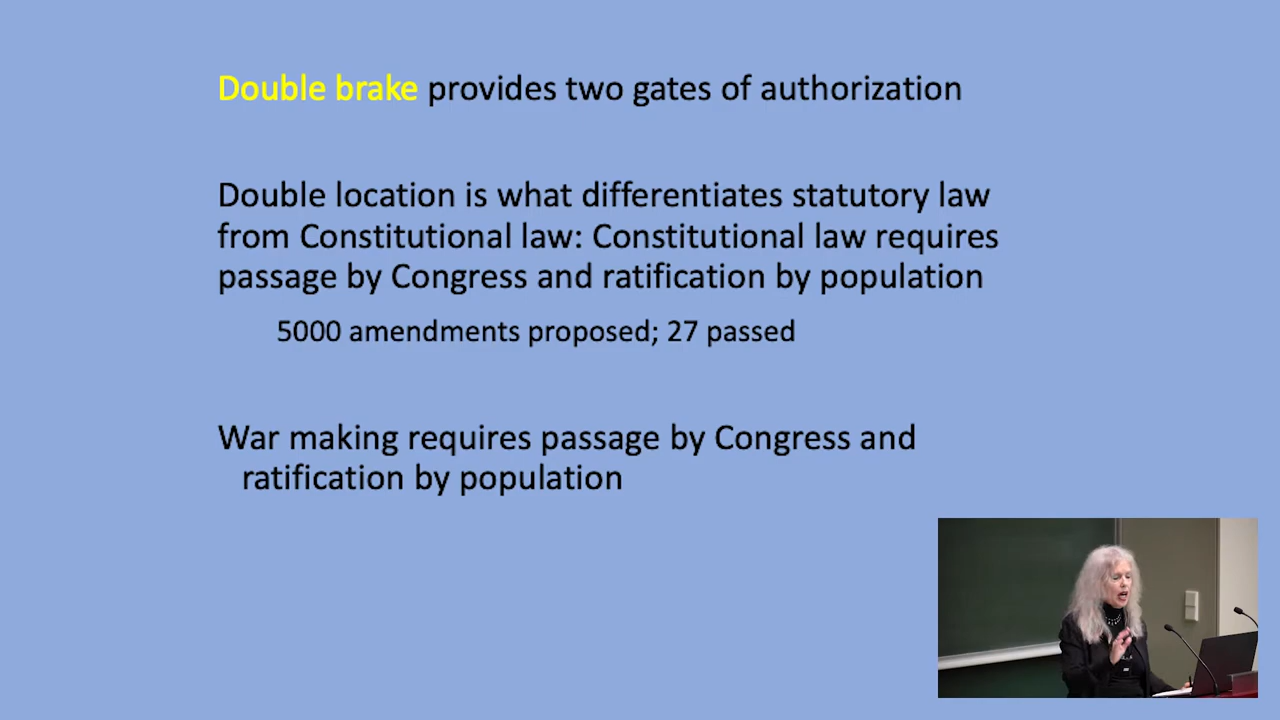 Double brake provides two gates of authorization
Double location is what differentiates statutory law
from Constitutional law: Constitutional law requires
passage by Congress and ratification by population
5000 amendments proposed; 27 passed
War making requires passage by Congress and
ratification by population